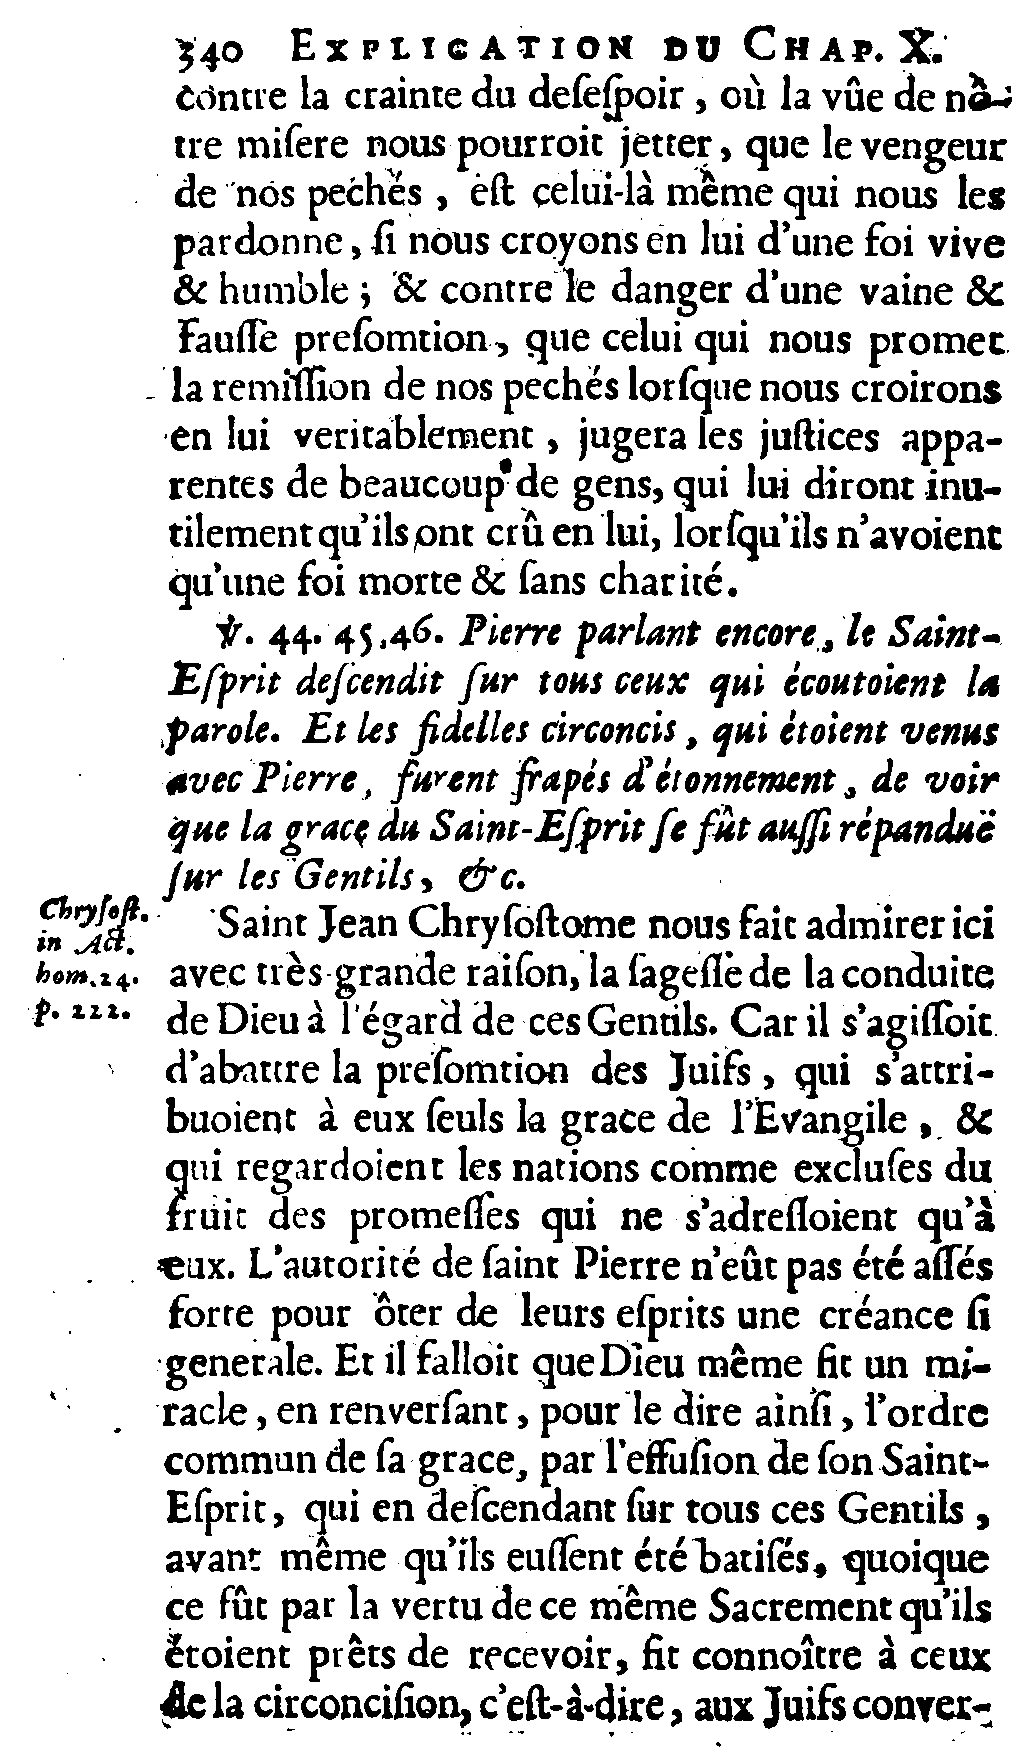 340 EXPLICATION DU CHAP. X.
contre la crainte du deſeſpoir, où la vûe de nô-
tre miſere nous pourroit jetter, que le vengeur
de nos pechés, eſt celui-là même qui nous les
pardonne, ſi nous croyons en lui d'une foi vive
& humble; & contre le danger d'une vaine &
fauſſe preſomtion, que celui qui nous promet
la remiſſion de nos pechés lorſque nous croirons
en lui veritablement, jugera les juſtices appa-
rentes de beaucoup de gens, qui lui diront inu-
tilement qu'ils ont crû en lui, lorſqu'ils n'avoient
qu'une foi morte & ſans charité.
℣. 44. 45. 46. Pierre parlant encore, le Saint-
Eſprit deſcendit ſur tous ceux qui écoutoient la
parole. Et les fidelles circoncis, qui étoient venus
avec Pierre, furent frapés d'étonnement, de voir
que la grace du Saint-Eſprit ſe fût auſſi répanduë
ſur les Gentils, &c.
Chryſoſt.
in Act.
hom. 24.
p. 222.
Saint Jean Chryſoſtome nous fait admirer ici
avec très-grande raiſon, la ſageſſe de la conduite
de Dieu à l'égard de ces Gentils. Car il s'agiſſoit
d'abattre la preſomtion des Juifs, qui s'attri-
buoient à eux ſeuls la grace de l'Evangile, &
qui regardoient les nations comme excluſes du
fruit des promeſſes qui ne s'adreſſoient qu'à
eux. L'autorité de ſaint Pierre n'eût pas été aſſés
forte pour ôter de leurs eſprits une créance ſi
generale. Et il falloit que Dieu même fit un mi-
racle, en renverſant, pour le dire ainſi, l'ordre
commun de ſa grace, par l'effuſion de ſon Saint-
Eſprit, qui en deſcendant ſur tous ces Gentils,
avant même qu'ils euſſent été batiſés, quoique
ce fût par la vertu de ce même Sacrement qu'ils
étoient prêts de recevoir, fit connoître à ceux
de la circonciſion, c'eſt-à-dire, aux Juifs conver-